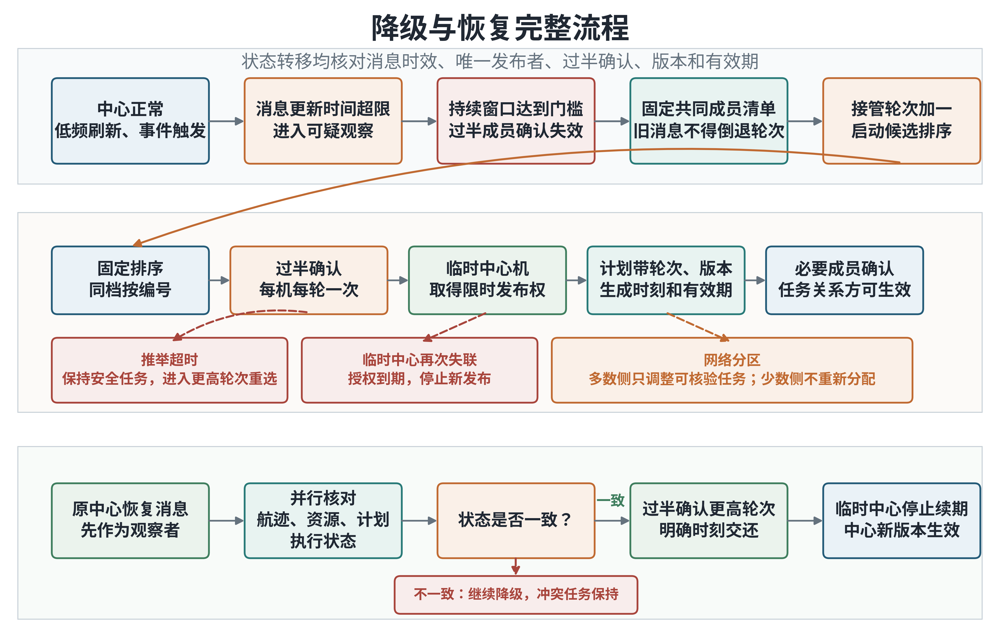 降级与恢复完整流程
状态转移均核对消息时效、唯一发布者、过半确认、版本和有效期
中心正常
低频刷新、事件触发
消息更新时间超限
进入可疑观察
持续窗口达到门槛
过半成员确认失效
固定共同成员清单
旧消息不得倒退轮次
接管轮次加一
启动候选排序
固定排序
同档按编号
过半确认
每机每轮一次
临时中心机
取得限时发布权
计划带轮次、版本
生成时刻和有效期
必要成员确认
任务关系方可生效
推举超时
保持安全任务，进入更高轮次重选
临时中心再次失联
授权到期，停止新发布
网络分区
多数侧只调整可核验任务；少数侧不重新分配
原中心恢复消息
先作为观察者
并行核对
航迹、资源、计划
执行状态
状态是否一致？
一致
过半确认更高轮次
明确时刻交还
临时中心停止续期
中心新版本生效
不一致：继续降级，冲突任务保持